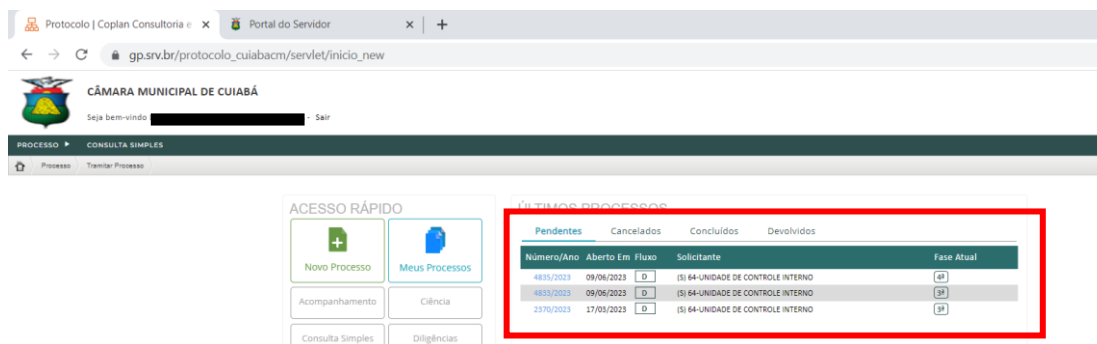 Protocolo | Coplan Consultoria e
Portal do Servidor
gp.srv.br/protocolo_cuiabacm/servlet/inicio_new
CÂMARA MUNICIPAL DE CUIABÁ
Seja bem-vindo - Sair
PROCESSO CONSULTA SIMPLES
Processo Tramitar Processo
ACESSO RÁPIDO
Novo Processo
Meus Processos
Acompanhamento
Ciência
Consulta Simples
Diligências
ÚLTIMOS PROCESSOS
Pendentes Cancelados Concluídos Devolvidos
Número/Ano Aberto Em Fluxo Solicitante Fase Atual
4835/2023 09/06/2023 D (S) 64-UNIDADE DE CONTROLE INTERNO 4ª
4833/2023 09/06/2023 D (S) 64-UNIDADE DE CONTROLE INTERNO 3ª
2370/2023 17/03/2023 D (S) 64-UNIDADE DE CONTROLE INTERNO 3ª